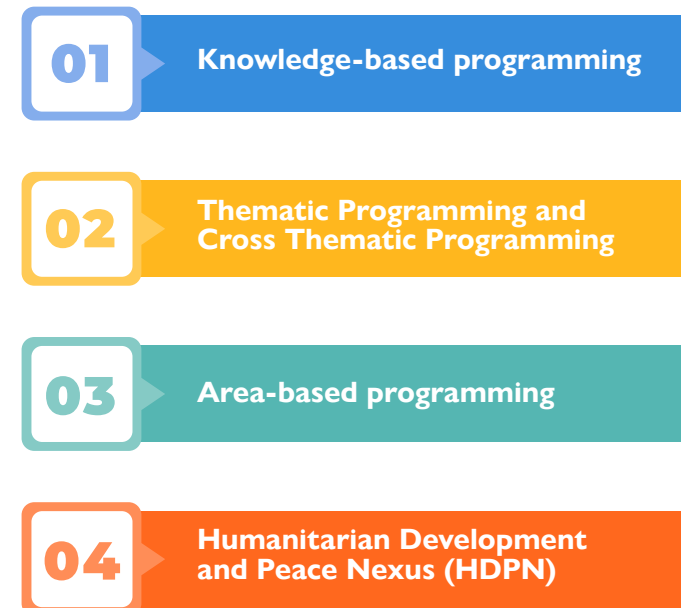 01
Knowledge-based programming
02
Thematic Programming and
Cross Thematic Programming
03
Area-based programming
04
Humanitarian Development
and Peace Nexus (HDPN)